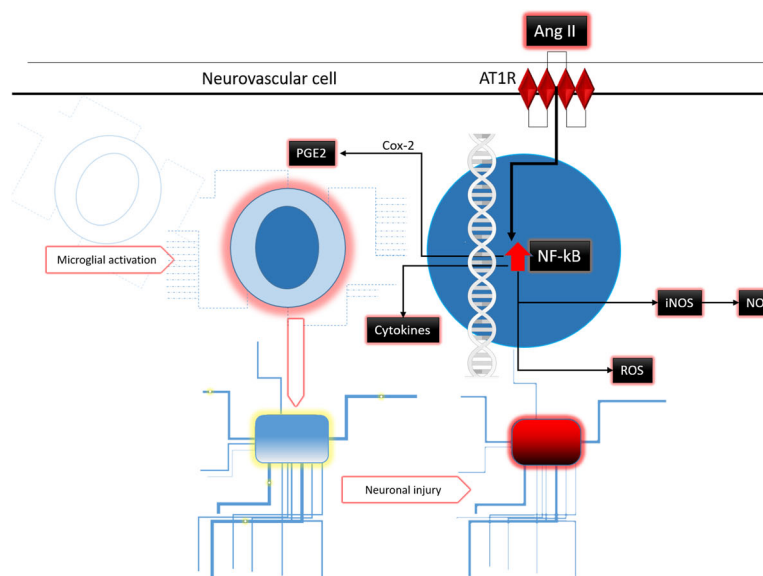 Ang II
Neurovascular cell
AT1R
PGE2
Cox-2
Microglial activation
NF-kB
Cytokines
iNOS
NO
ROS
Neuronal injury